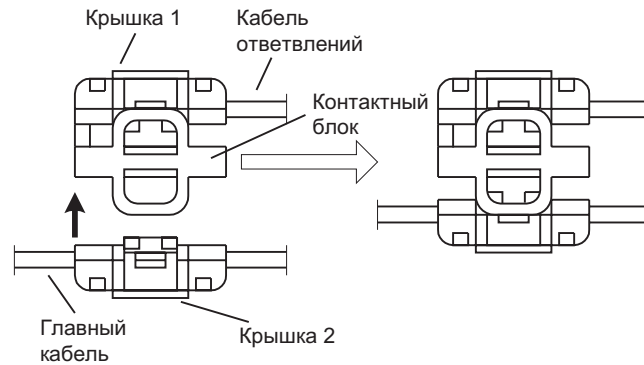 Крышка 1
Кабель
ответвлений
Контактный
блок
Главный
кабель
Крышка 2